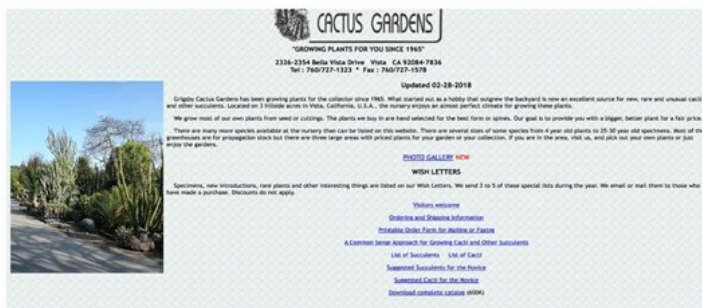 CACTUS GARDENS
"GROWING PLANTS FOR YOU SINCE 1965"
2326-2354 Bella Vista Drive Vista CA 92084-7836
Tel : 760/727-1323 * Fax : 760/727-1578
Updated 02-28-2018
Grigsby Cactus Gardens has been growing plants for the collector since 1965. What started out as a hobby that outgrew the backyard is now an excellent source for new, rare and unusual cacti
and other succulents. Located on 3 hillside acres in Vista, California, U.S.A., the nursery enjoys an almost perfect climate for growing these plants.
We grow most of our own plants from seed or cuttings. The plants we buy in are hand selected for the best form or spines. Our goal is to provide you with a bigger, better plant for a fair price.
There are many more species available at the nursery than can be listed on this website. There are several sizes of some species from 4 year old plants to 25-30 year old specimens. Most of the
greenhouses are for propagation stock but there are three large areas with priced plants for your garden or your collection. If you are in the area, visit us, and pick out your own plants or just
enjoy the gardens.
PHOTO GALLERY NEW
WISH LETTERS
Specimens, new introductions, rare plants and other interesting things are listed on our Wish Letters. We send 3 to 5 of these special lists during the year. We email or mail them to those who
have made a purchase. Discounts do not apply.
Visitors welcome
Ordering and Shipping Information
Printable Order Form for Mailing or Faxing
A Common Sense Approach for Growing Cacti and Other Succulents
List of Succulents List of Cacti
Suggested Succulents for the Novice
Suggested Cacti for the Novice
Download complete catalog (600K)